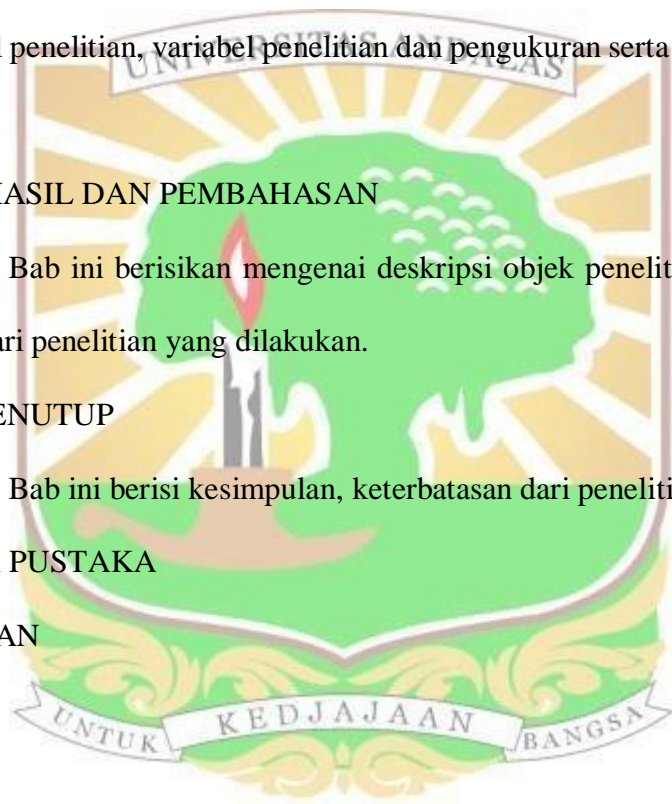 l penelitian, variabel penelitian dan pengukuran serta
UNIVERSITAS ANDALAS
HASIL DAN PEMBAHASAN
Bab ini berisikan mengenai deskripsi objek penelit
ari penelitian yang dilakukan.
ENUTUP
Bab ini berisi kesimpulan, keterbatasan dari peneliti
PUSTAKA
AN
UNTUK KEDJAJAAN BANGSA